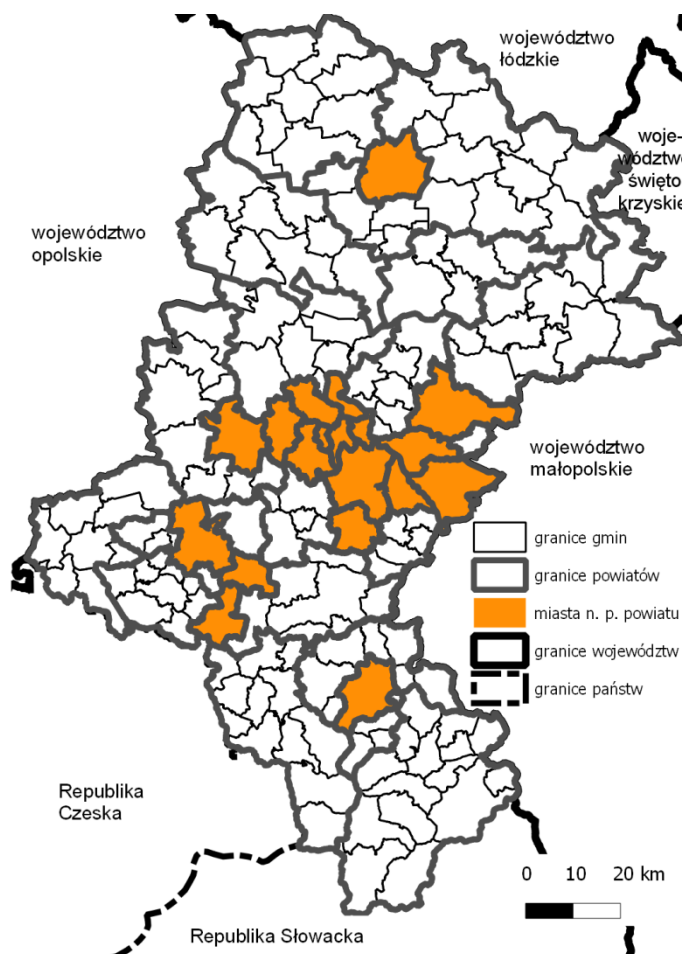 województwo
łódzkie
woje-
wództwo
święto-
krzyskie
województwo
opolskie
województwo
małopolskie
granice gmin
granice powiatów
miasta n. p. powiatu
granice województw
granice państw
Republika
Czeska
0 10 20 km
Republika Słowacka